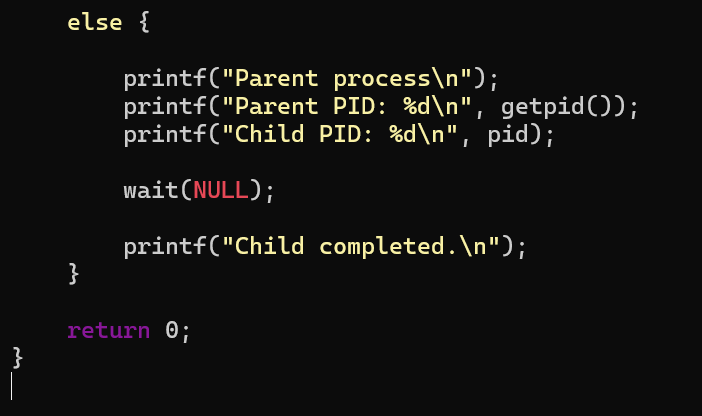 else {
printf("Parent process\n");
printf("Parent PID: %d\n", getpid());
printf("Child PID: %d\n", pid);
wait(NULL);
printf("Child completed.\n");
}
return 0;
}